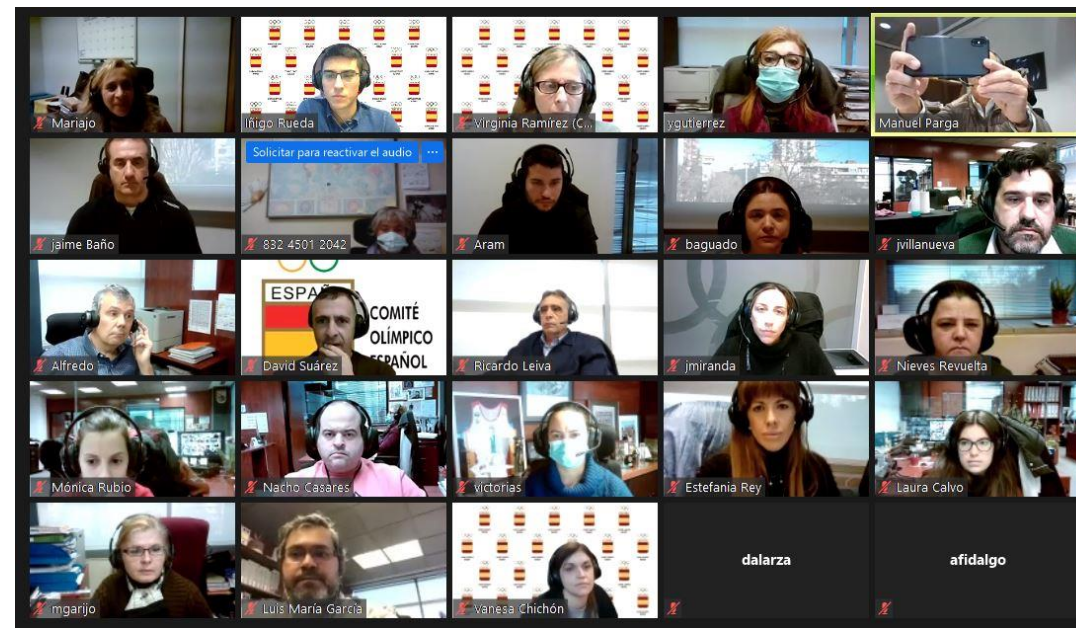 Mariajo
Iñigo Rueda
Virginia Ramírez (C...
ygutierrez
Manuel Parga
jaime Baño
Solicitar para reactivar el audio ...
832 4501 2042
Aram
baguado
jvillanueva
Alfredo
ESPAÑ
COMITÉ
OLÍMPICO
ESPAÑOL
David Suárez
Ricardo Leiva
jmiranda
Nieves Revuelta
Mónica Rubio
Nacho Casares
victorias
Estefania Rey
Laura Calvo
mgarijo
Luis María García
Vanesa Chichón
dalarza
afidalgo